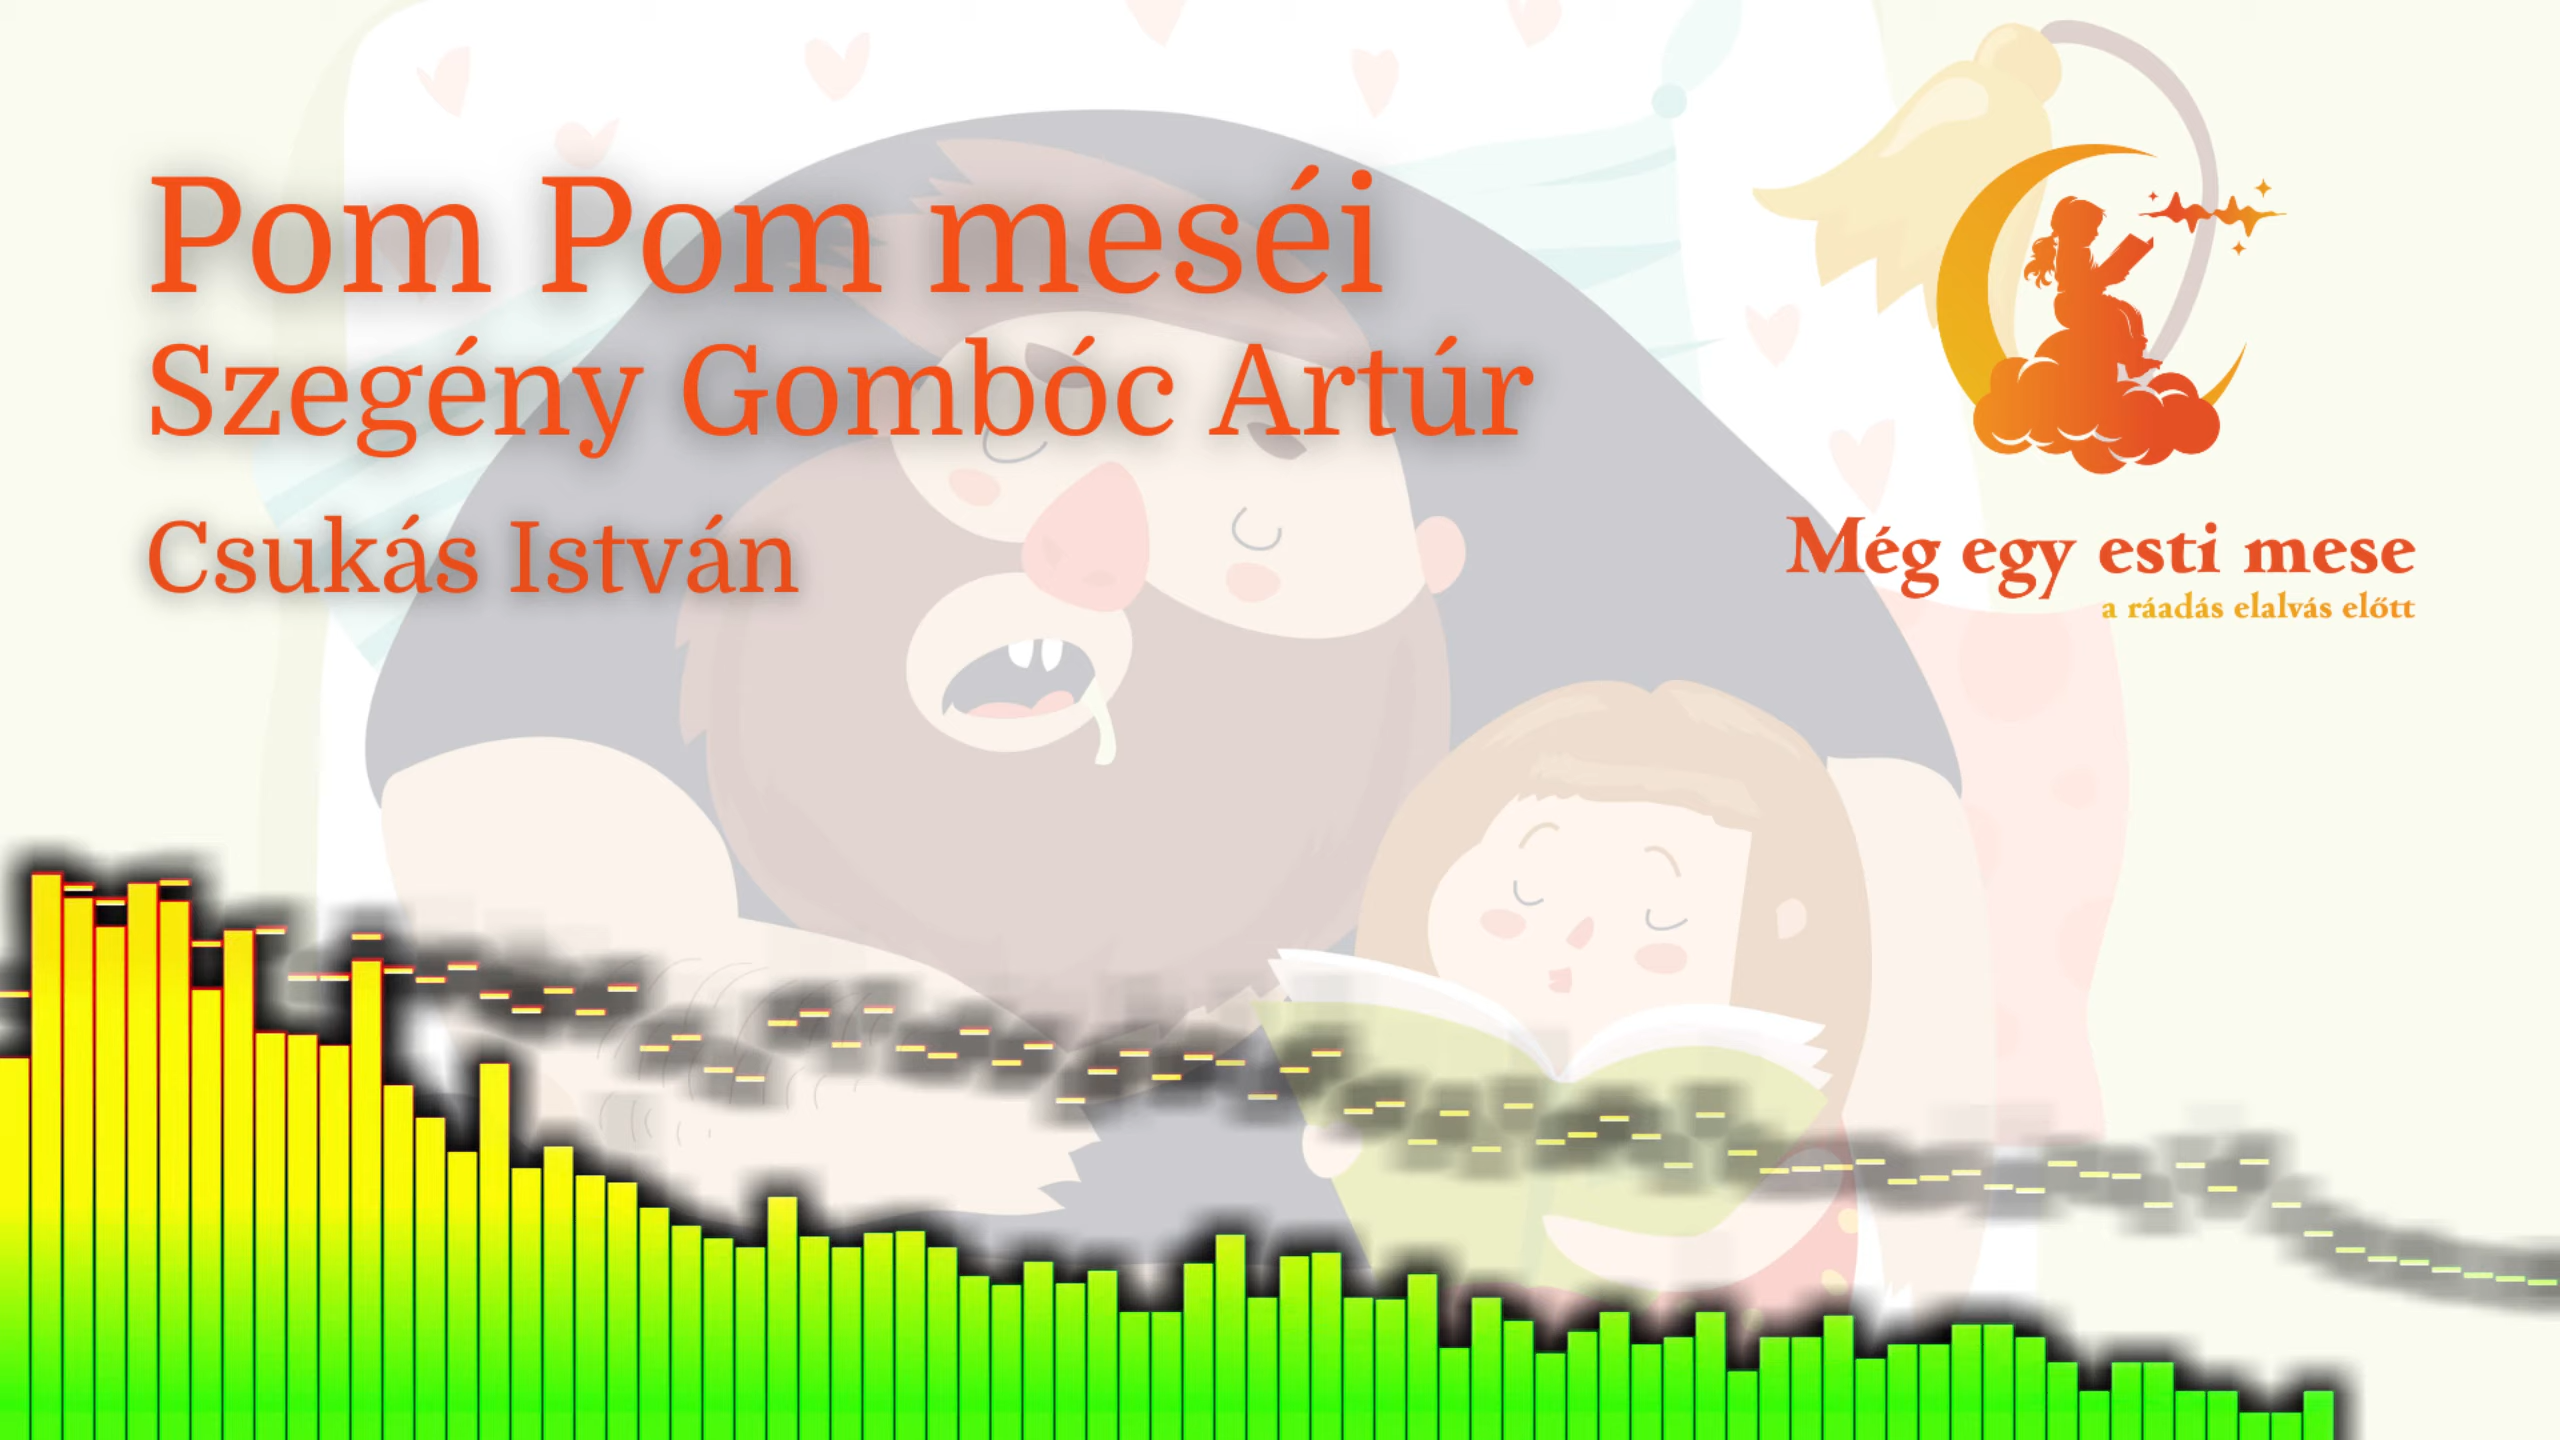 Pom Pom meséi
Szegény Gombóc Artúr
Csukás István
Még egy esti mese
a ráadás elalvás előtt